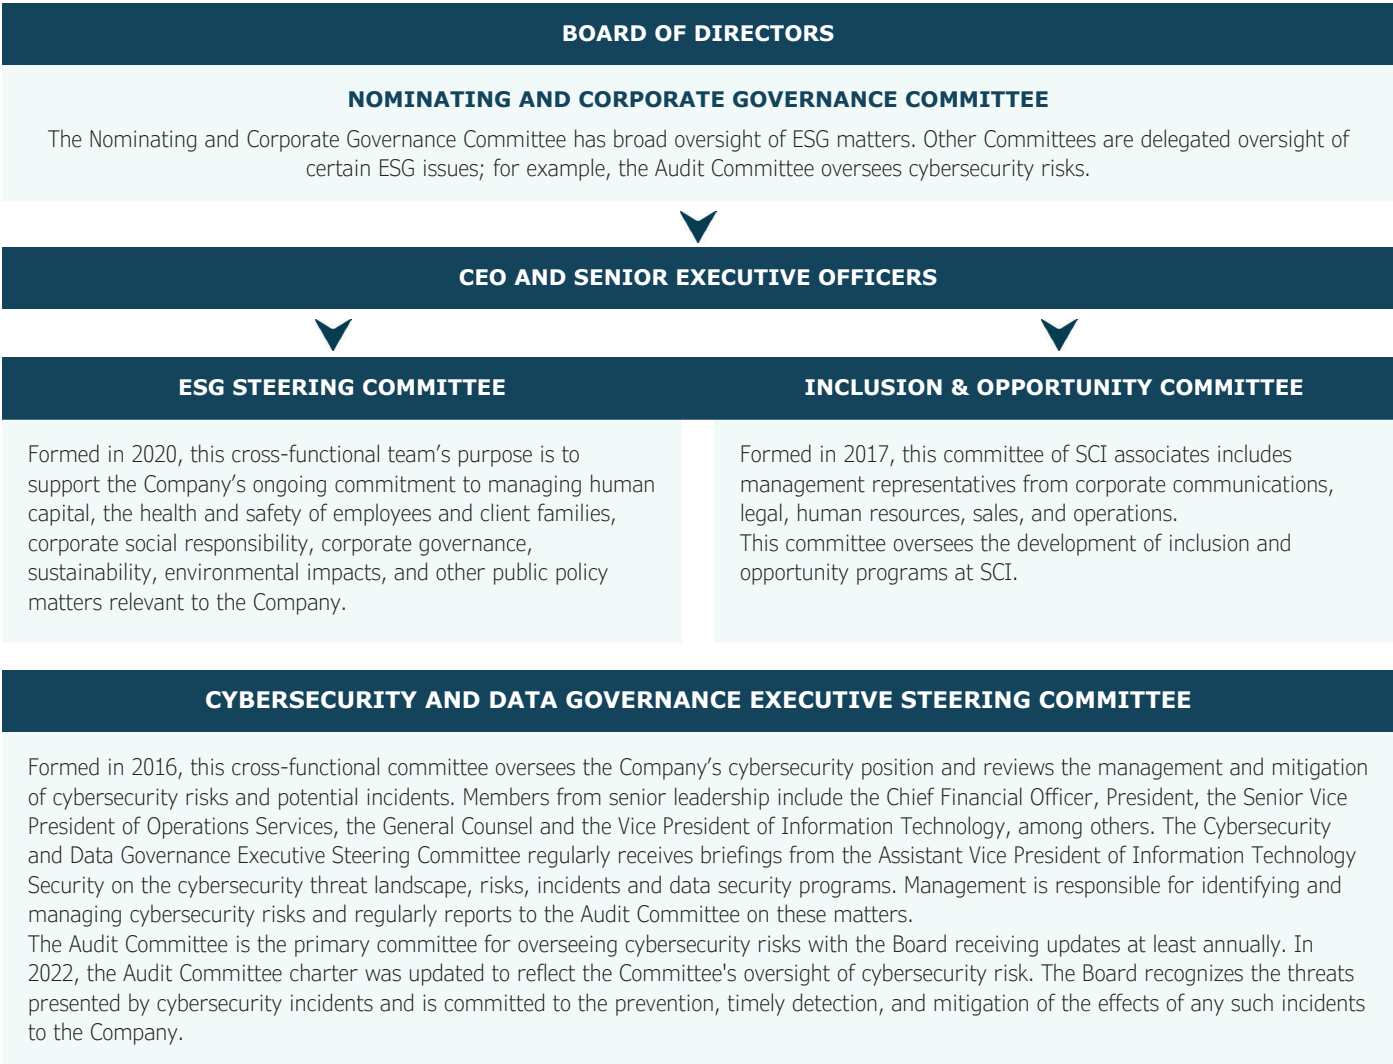 BOARD OF DIRECTORS
NOMINATING AND CORPORATE GOVERNANCE COMMITTEE
The Nominating and Corporate Governance Committee has broad oversight of ESG matters. Other Committees are delegated oversight of
certain ESG issues; for example, the Audit Committee oversees cybersecurity risks.
CEO AND SENIOR EXECUTIVE OFFICERS
ESG STEERING COMMITTEE
Formed in 2020, this cross-functional team’s purpose is to
support the Company’s ongoing commitment to managing human
capital, the health and safety of employees and client families,
corporate social responsibility, corporate governance,
sustainability, environmental impacts, and other public policy
matters relevant to the Company.
INCLUSION & OPPORTUNITY COMMITTEE
Formed in 2017, this committee of SCI associates includes
management representatives from corporate communications,
legal, human resources, sales, and operations.
This committee oversees the development of inclusion and
opportunity programs at SCI.
CYBERSECURITY AND DATA GOVERNANCE EXECUTIVE STEERING COMMITTEE
Formed in 2016, this cross-functional committee oversees the Company’s cybersecurity position and reviews the management and mitigation
of cybersecurity risks and potential incidents. Members from senior leadership include the Chief Financial Officer, President, the Senior Vice
President of Operations Services, the General Counsel and the Vice President of Information Technology, among others. The Cybersecurity
and Data Governance Executive Steering Committee regularly receives briefings from the Assistant Vice President of Information Technology
Security on the cybersecurity threat landscape, risks, incidents and data security programs. Management is responsible for identifying and
managing cybersecurity risks and regularly reports to the Audit Committee on these matters.
The Audit Committee is the primary committee for overseeing cybersecurity risks with the Board receiving updates at least annually. In
2022, the Audit Committee charter was updated to reflect the Committee's oversight of cybersecurity risk. The Board recognizes the threats
presented by cybersecurity incidents and is committed to the prevention, timely detection, and mitigation of the effects of any such incidents
to the Company.